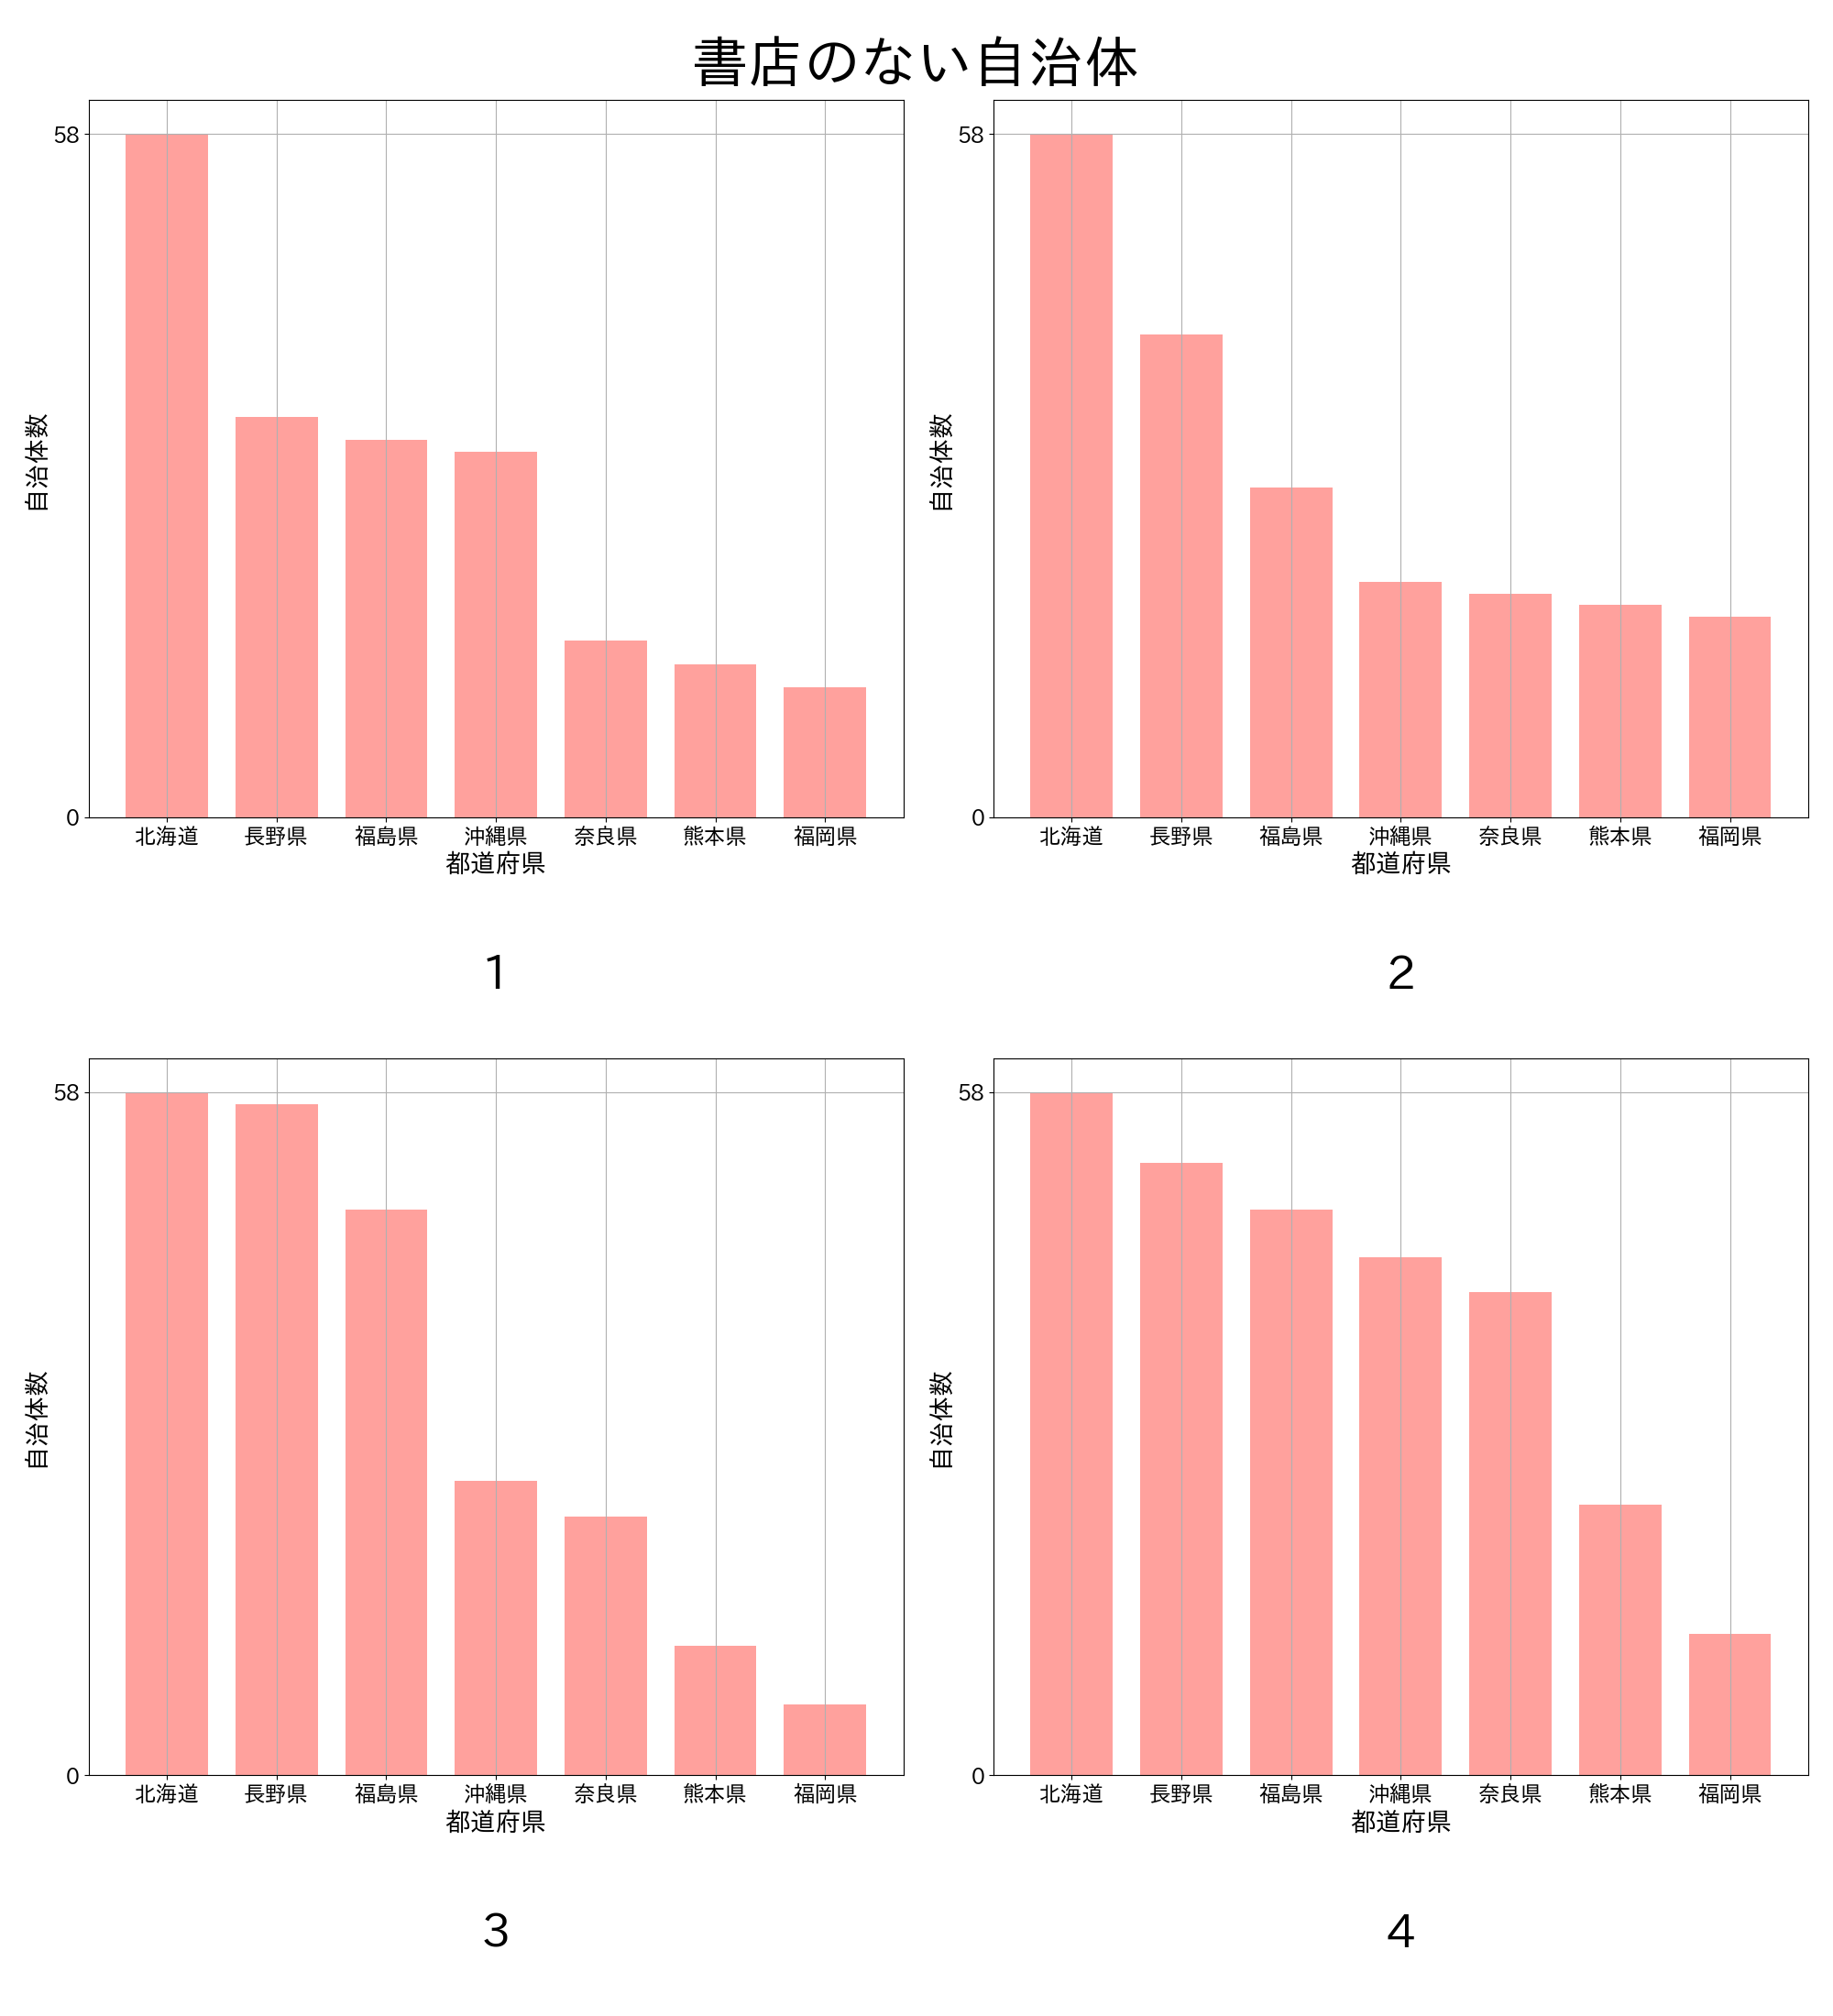 書店のない自治体
58
0
自治体数
北海道 長野県 福島県 沖縄県 奈良県 熊本県 福岡県
都道府県
1
58
0
自治体数
北海道 長野県 福島県 沖縄県 奈良県 熊本県 福岡県
都道府県
2
58
0
自治体数
北海道 長野県 福島県 沖縄県 奈良県 熊本県 福岡県
都道府県
3
58
0
自治体数
北海道 長野県 福島県 沖縄県 奈良県 熊本県 福岡県
都道府県
4